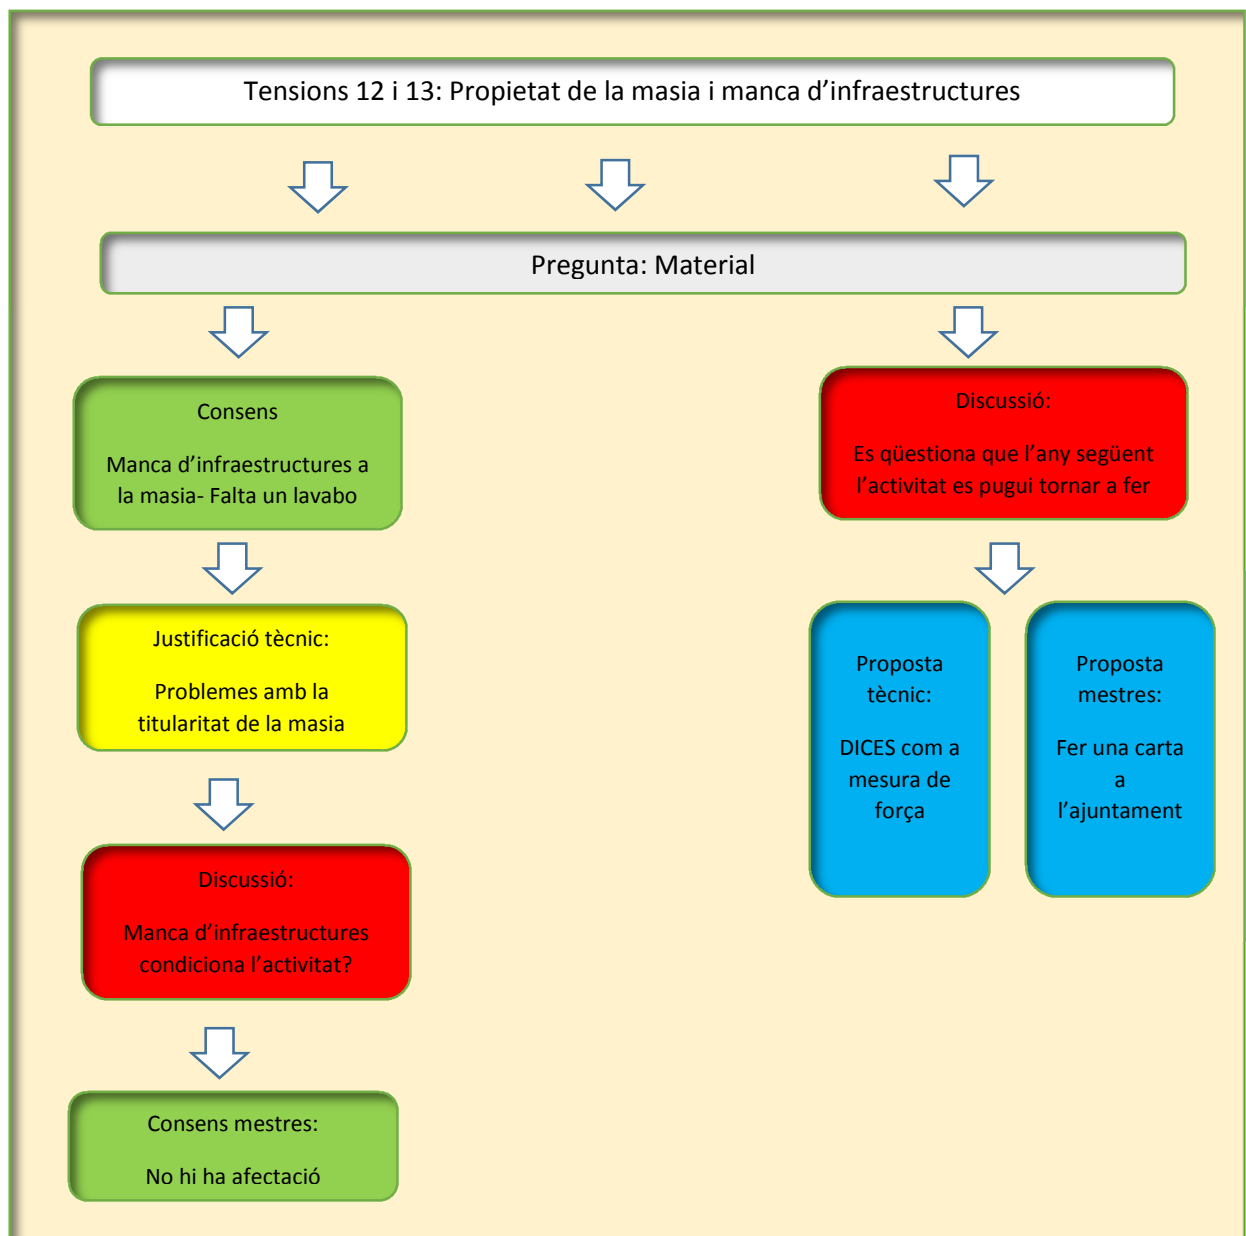 Tensions 12 i 13: Propietat de la masia i manca d’infraestructures
Pregunta: Material
Consens
Manca d’infraestructures a
la masia- Falta un lavabo
Justificació tècnic:
Problemes amb la
titularitat de la masia
Discussió:
Manca d’infraestructures
condiciona l’activitat?
Consens mestres:
No hi ha afectació
Discussió:
Es qüestiona que l’any següent
l’activitat es pugui tornar a fer
Proposta
tècnic:
DICES com a
mesura de
força
Proposta
mestres:
Fer una carta
a
l’ajuntament